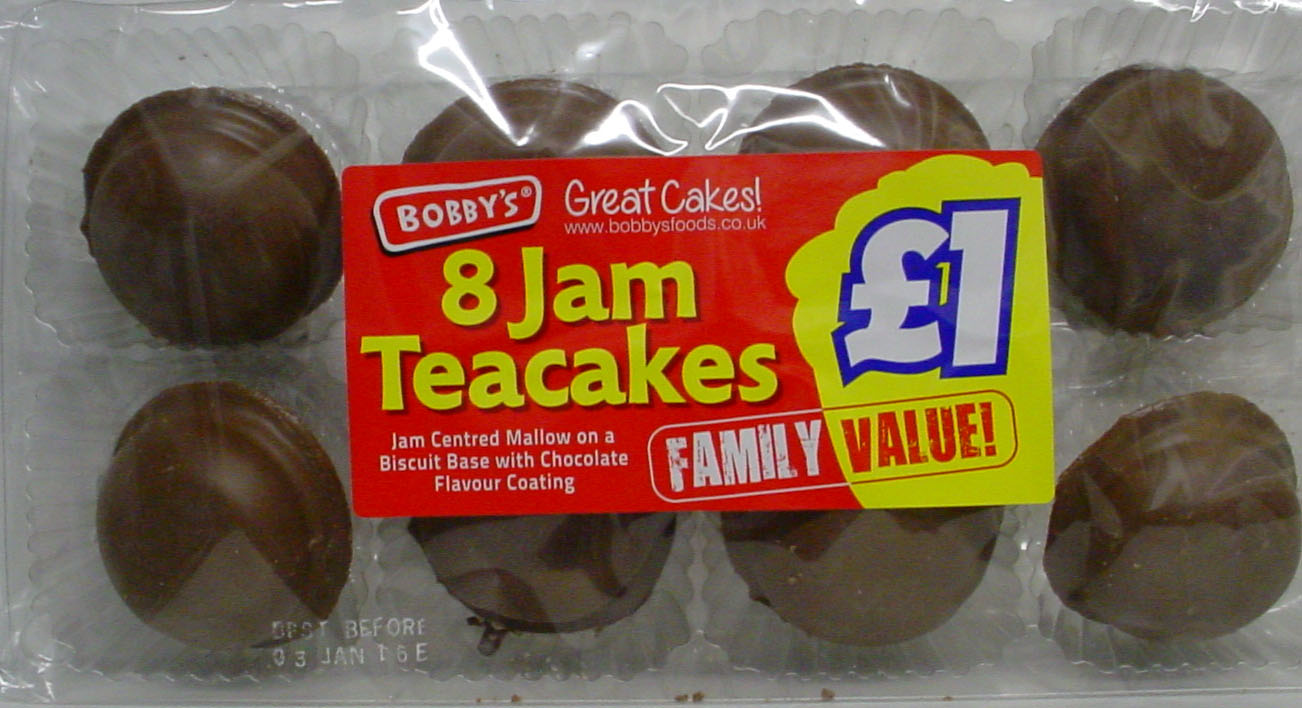 BOBBY'S®
Great Cakes!
www.bobbysfoods.co.uk
8 Jam
Teacakes
£1
1
Jam Centred Mallow on a
Biscuit Base with Chocolate
Flavour Coating
FAMILY VALUE!
BEST BEFORE
03 JAN 16 E